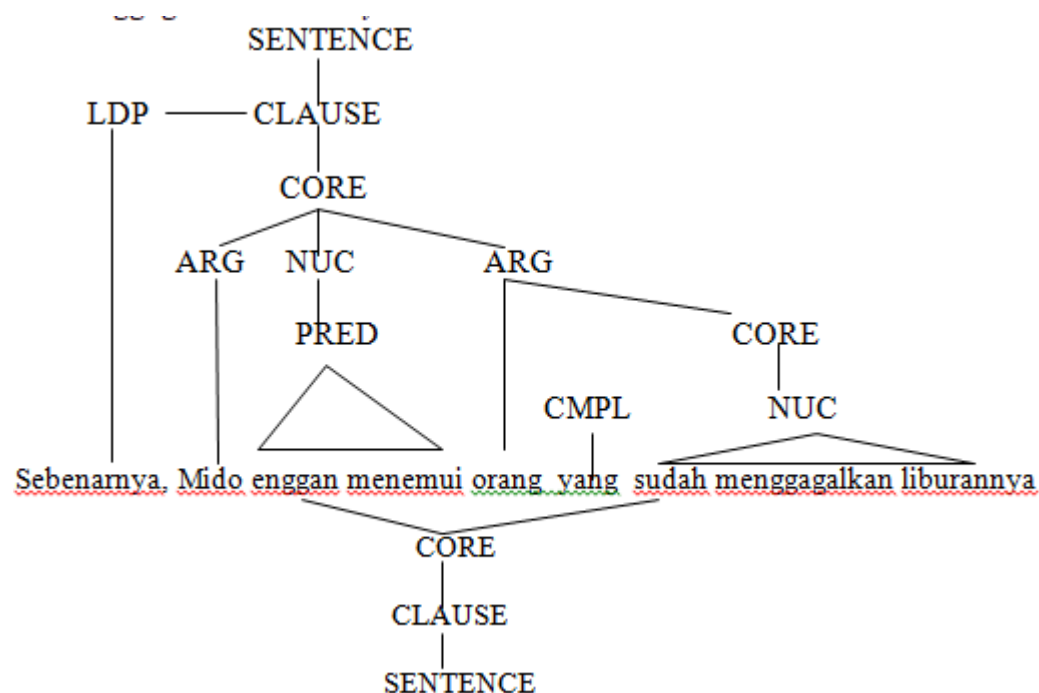 SENTENCE
LDP CLAUSE
CORE
ARG NUC ARG
PRED CORE
CMPL NUC
Sebenarnya, Mido enggan menemui orang yang sudah menggagalkan liburannya
CORE
CLAUSE
SENTENCE